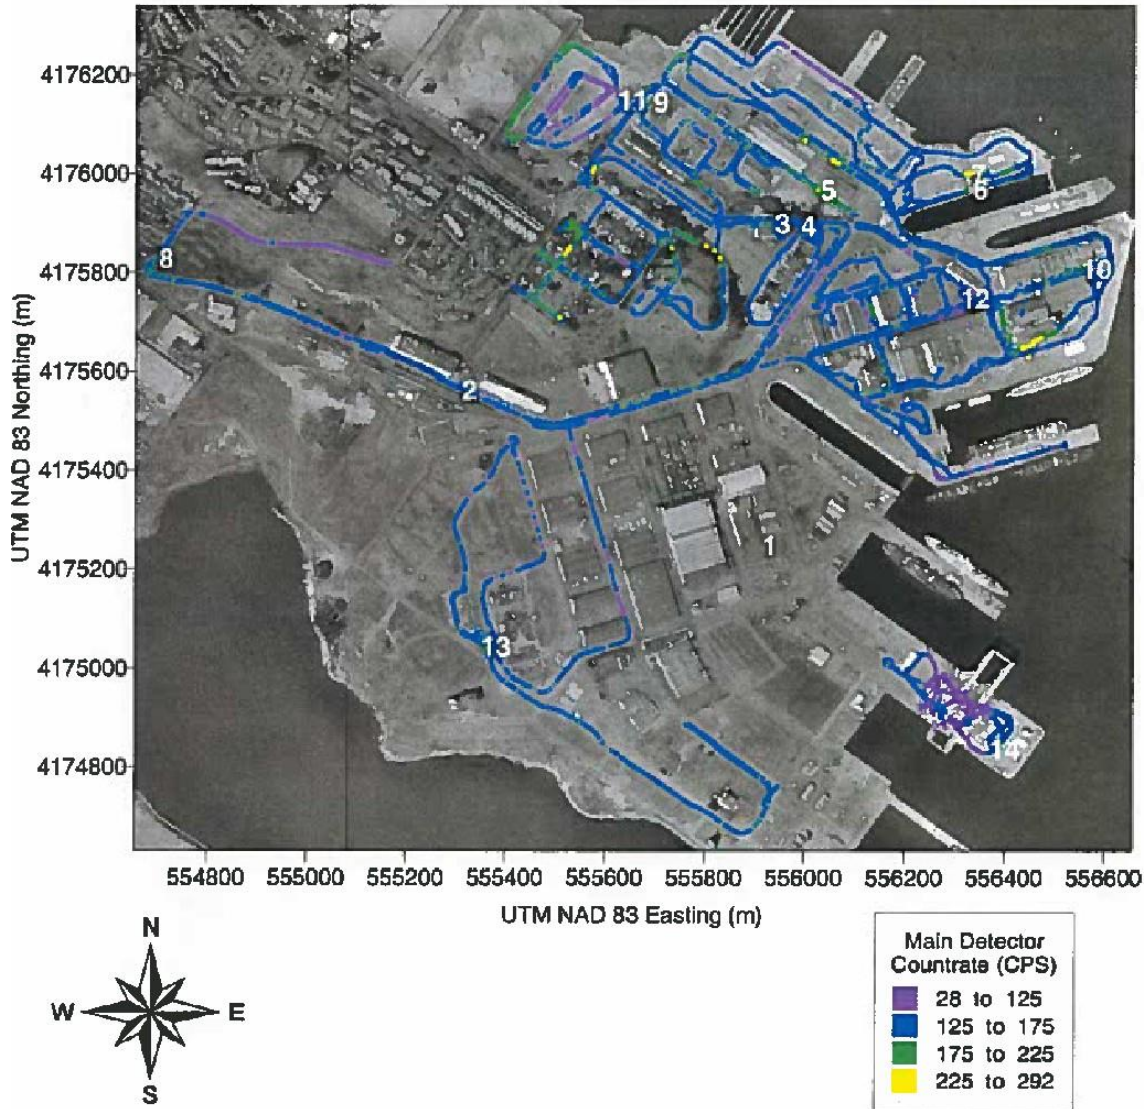 4176200
4176000
4175800
4175600
4175400
4175200
4175000
4174800
UTM NAD 83 Northing (m)
11 9
7
6
5
3 4
8
10
12
2
1
13
14
554800 555000 555200 555400 555600 555800 556000 556200 556400 556600
UTM NAD 83 Easting (m)
N
W E
S
Main Detector
Countrate (CPS)
28 to 125
125 to 175
175 to 225
225 to 292